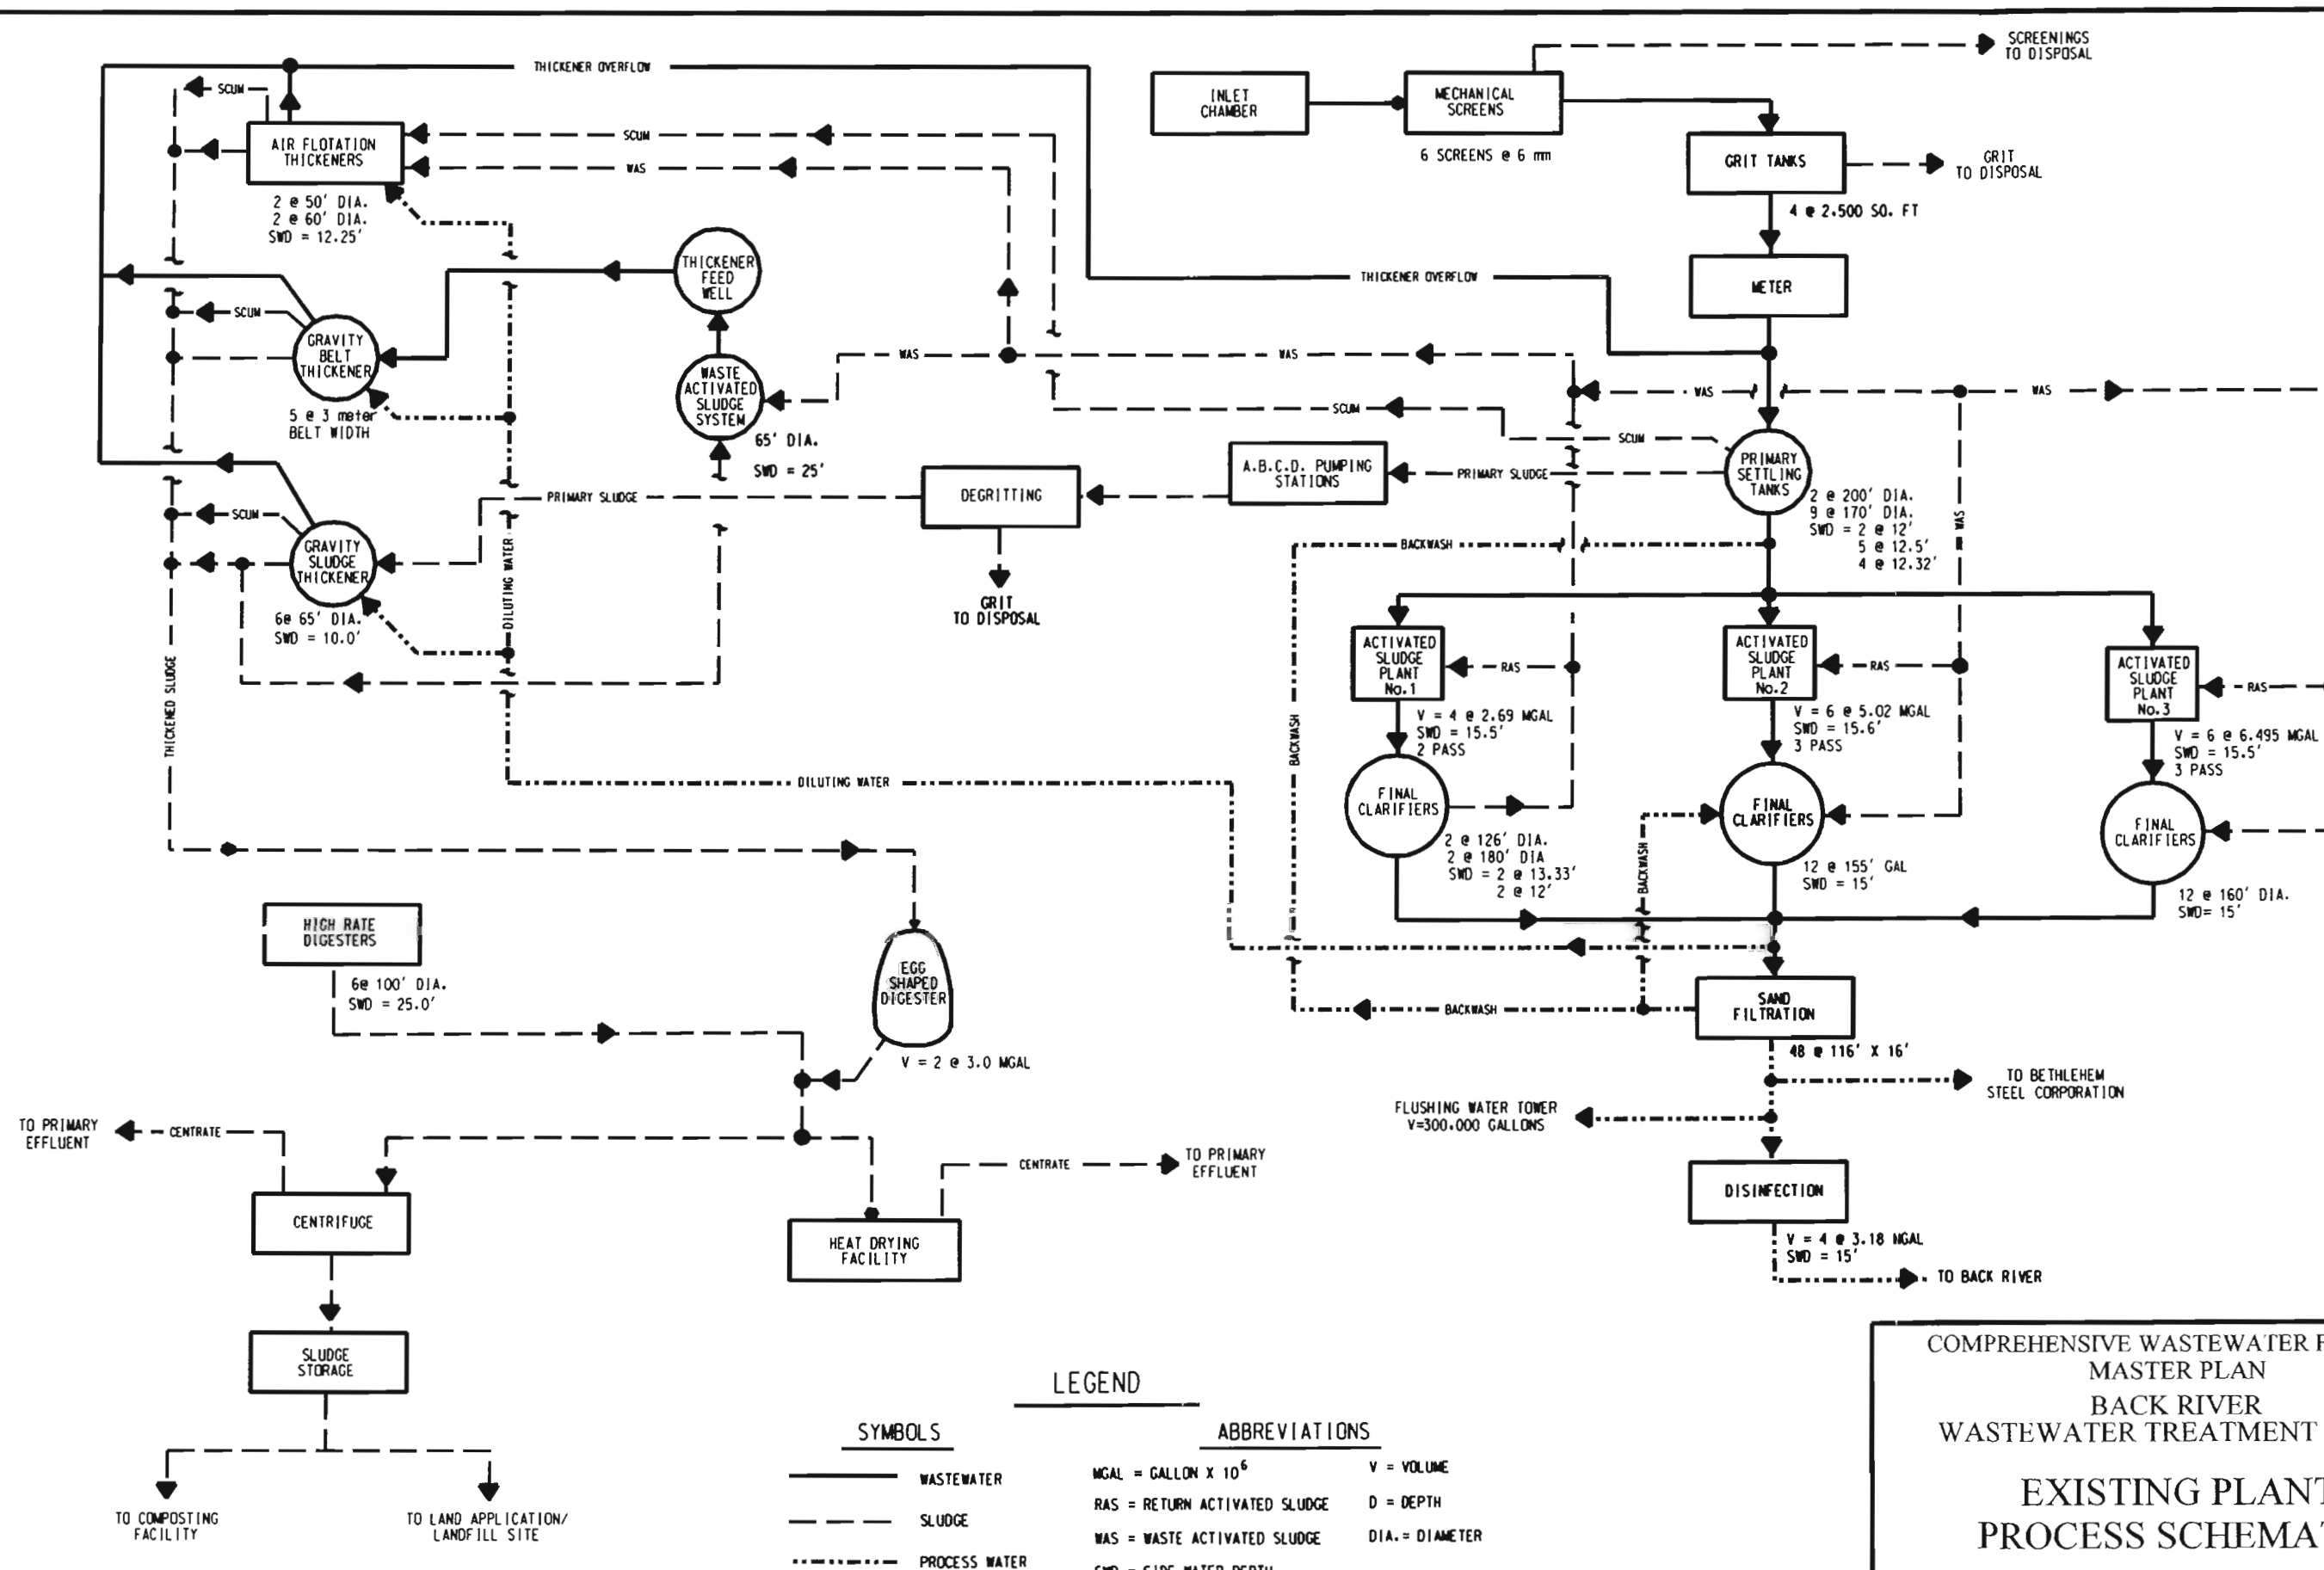 SCREENINGS
TO DISPOSAL
THICKENER OVERFLOW
SCUM
INLET
CHAMBER
MECHANICAL
SCREENS
6 SCREENS @ 6 mm
AIR FLOTATION
THICKENERS
SCUM
WAS
GRIT TANKS
GRIT
TO DISPOSAL
2 @ 50' DIA.
2 @ 60' DIA.
SWD = 12.25'
4 @ 2.500 SQ. FT
THICKENER
FEED
WELL
THICKENER OVERFLOW
METER
SCUM
GRAVITY
BELT
THICKENER
5 @ 3 meter
BELT WIDTH
WASTE
ACTIVATED
SLUDGE
SYSTEM
65' DIA.
SWD = 25'
WAS
WAS
WAS
WAS
SCUM
SCUM
PRIMARY
SETTLING
TANKS
2 @ 200' DIA.
9 @ 170' DIA.
SWD = 2 @ 12'
5 @ 12.5'
4 @ 12.32'
WAS
A.B.C.D. PUMPING
STATIONS
PRIMARY SLUDGE
DEGRITTING
PRIMARY SLUDGE
GRIT
TO DISPOSAL
SCUM
GRAVITY
SLUDGE
THICKENER
6@ 65' DIA.
SWD = 10.0'
DILUTING WATER
THICKENED SLUDGE
BACKWASH
BACKWASH
ACTIVATED
SLUDGE
PLANT
No.1
RAS
V = 4 @ 2.69 MGAL
SWD = 15.5'
2 PASS
ACTIVATED
SLUDGE
PLANT
No.2
RAS
V = 6 @ 5.02 MGAL
SWD = 15.6'
3 PASS
ACTIVATED
SLUDGE
PLANT
No.3
RAS
V = 6 @ 6.495 MGAL
SWD = 15.5'
3 PASS
DILUTING WATER
FINAL
CLARIFIERS
2 @ 126' DIA.
2 @ 180' DIA
SWD = 2 @ 13.33'
2 @ 12'
BACKWASH
FINAL
CLARIFIERS
12 @ 155' GAL
SWD = 15'
FINAL
CLARIFIERS
12 @ 160' DIA.
SWD= 15'
HIGH RATE
DIGESTERS
6@ 100' DIA.
SWD = 25.0'
EGG
SHAPED
DIGESTER
V = 2 @ 3.0 MGAL
BACKWASH
SAND
FILTRATION
48 @ 116' X 16'
TO BETHLEHEM
STEEL CORPORATION
FLUSHING WATER TOWER
V=300.000 GALLONS
TO PRIMARY
EFFLUENT
CENTRATE
CENTRATE
TO PRIMARY
EFFLUENT
DISINFECTION
V = 4 @ 3.18 MGAL
SWD = 15'
TO BACK RIVER
CENTRIFUGE
HEAT DRYING
FACILITY
SLUDGE
STORAGE
TO COMPOSTING
FACILITY
TO LAND APPLICATION/
LANDFILL SITE
LEGEND
SYMBOLS
WASTEWATER
SLUDGE
PROCESS WATER
ABBREVIATIONS
MGAL = GALLON X 10⁶
RAS = RETURN ACTIVATED SLUDGE
WAS = WASTE ACTIVATED SLUDGE
SWD = SIDE WATER DEPTH
V = VOLUME
D = DEPTH
DIA.= DIAMETER
COMPREHENSIVE WASTEWATER
MASTER PLAN
BACK RIVER
WASTEWATER TREATMENT
EXISTING PLANT
PROCESS SCHEMAT